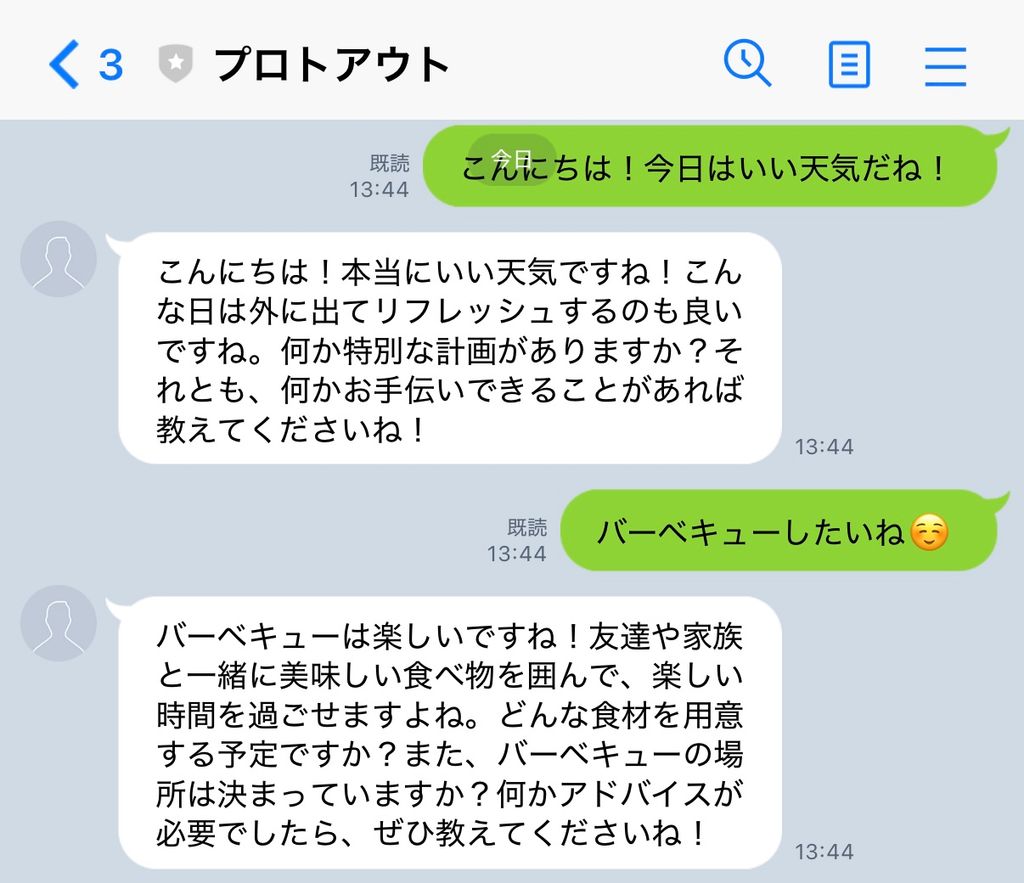 3 プロトアウト
今日
こんにちは！今日はいい天気だね！
既読
13:44
こんにちは！本当にいい天気ですね！こん
な日は外に出てリフレッシュするのも良い
ですね。何か特別な計画がありますか？そ
れとも、何かお手伝いできることがあれば
教えてくださいね！
13:44
バーベキューしたいね☺️
既読
13:44
バーベキューは楽しいですね！友達や家族
と一緒に美味しい食べ物を囲んで、楽しい
時間を過ごせますよね。どんな食材を用意
する予定ですか？また、バーベキューの場
所は決まっていますか？何かアドバイスが
必要でしたら、ぜひ教えてくださいね！
13:44